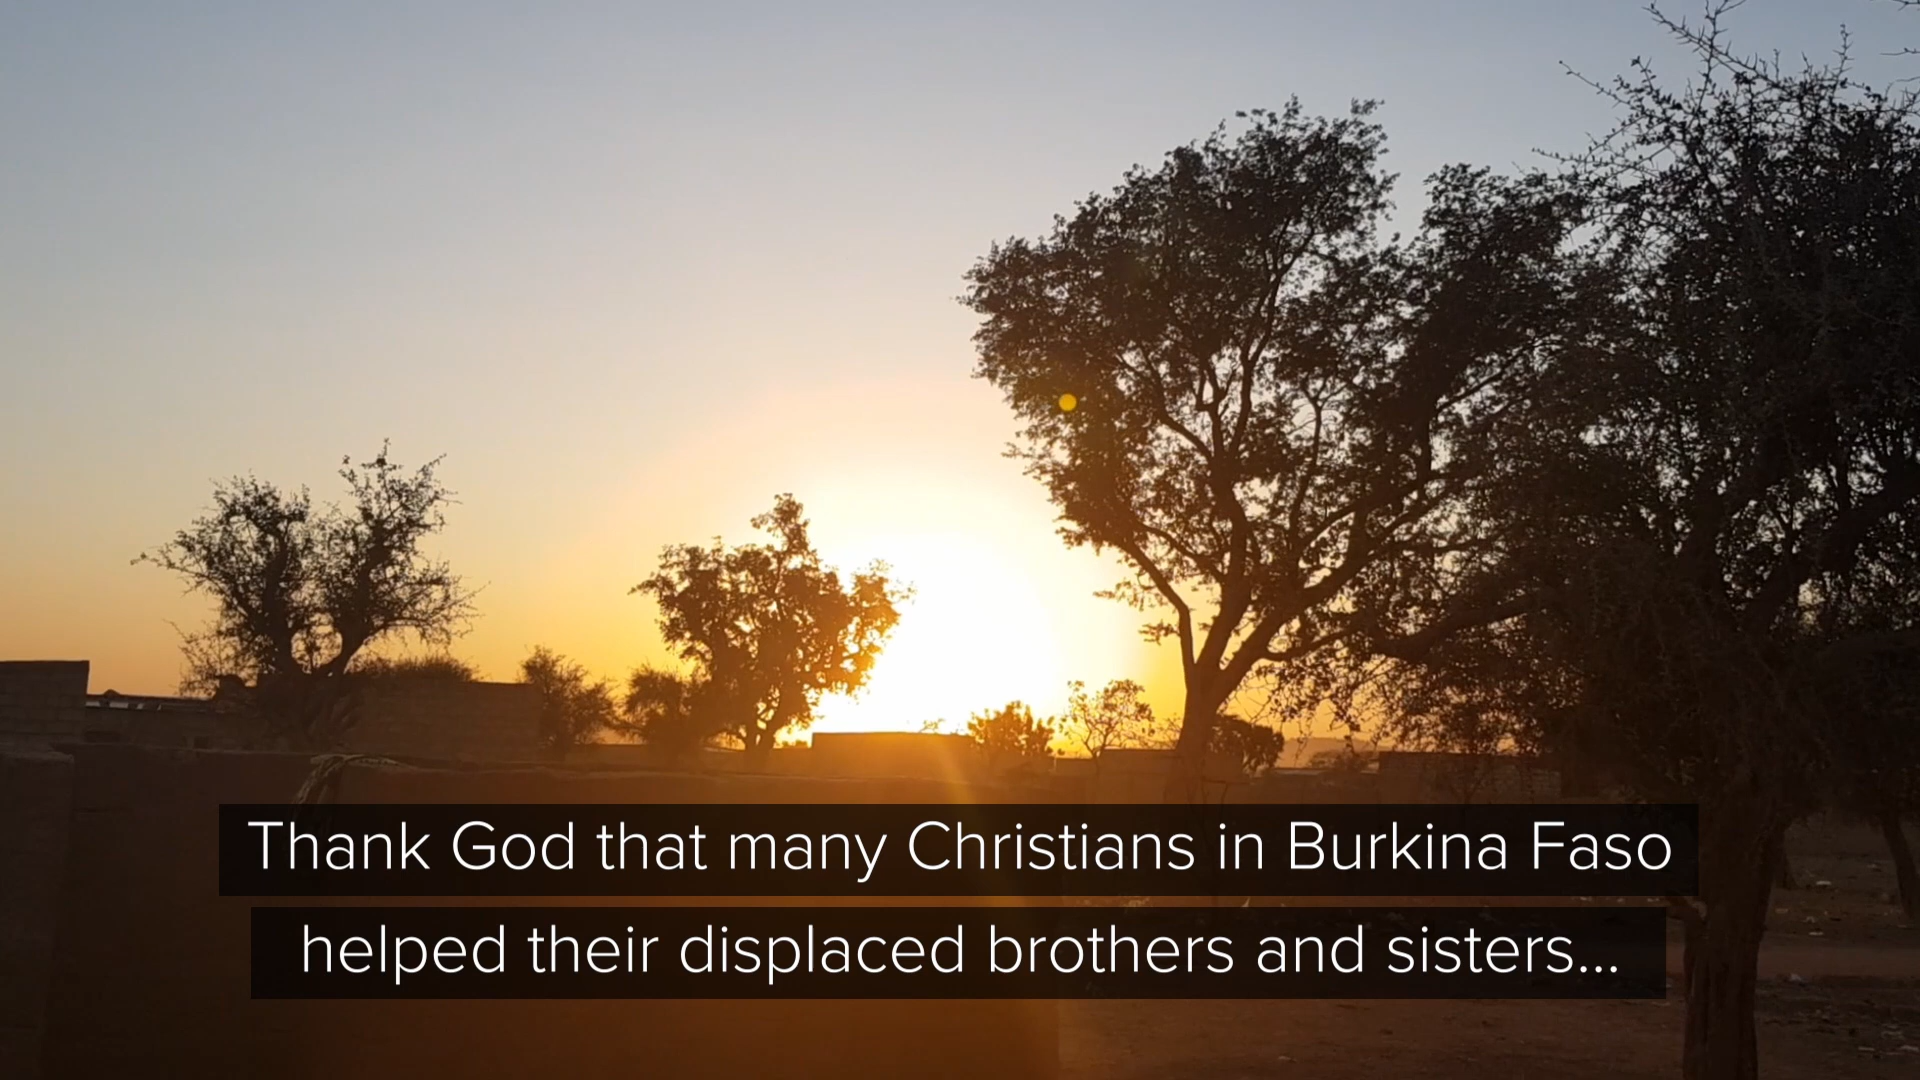 Thank God that many Christians in Burkina Faso
helped their displaced brothers and sisters...